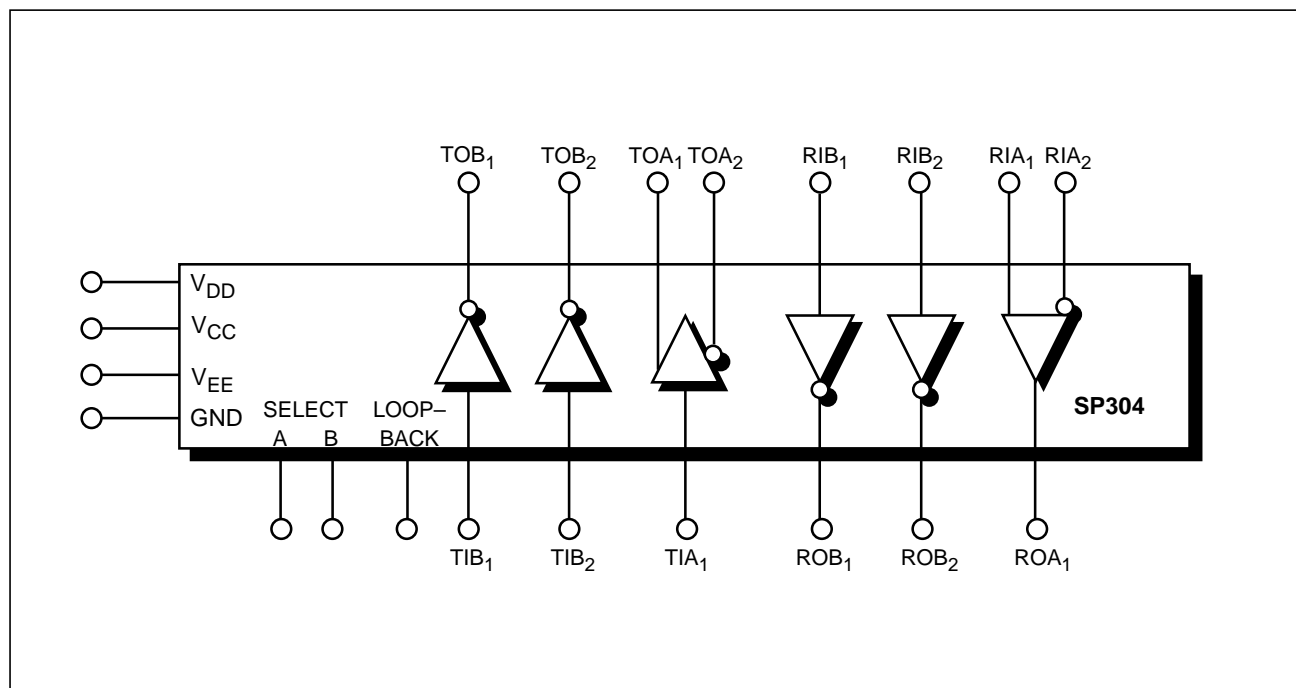 TOB1 TOB2 TOA1 TOA2 RIB1 RIB2 RIA1 RIA2
VDD
VCC
VEE
GND
SELECT
A B
LOOP–
BACK
SP304
TIB1 TIB2 TIA1 ROB1 ROB2 ROA1